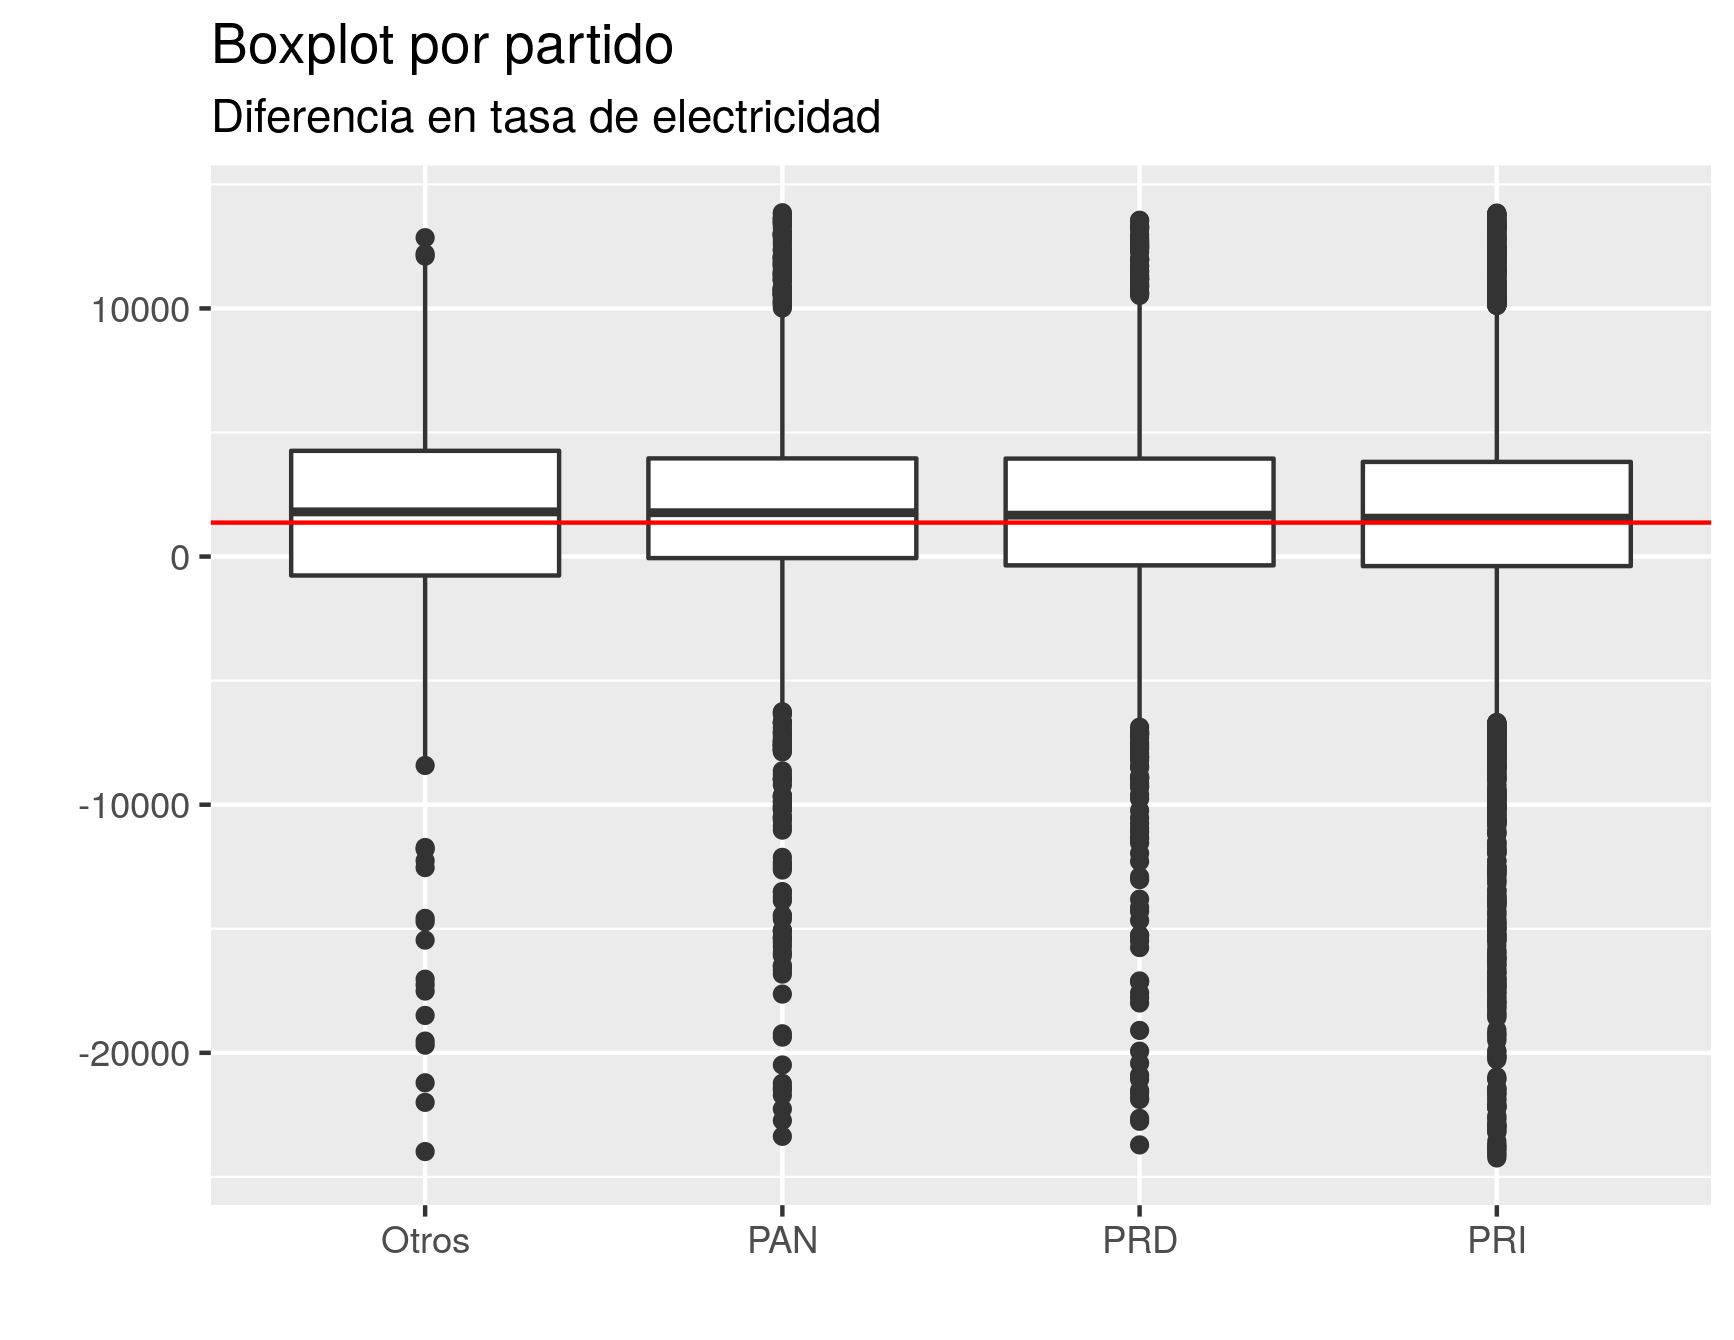 Boxplot por partido
Diferencia en tasa de electricidad
10000
0
-10000
-20000
Otros PAN PRD PRI